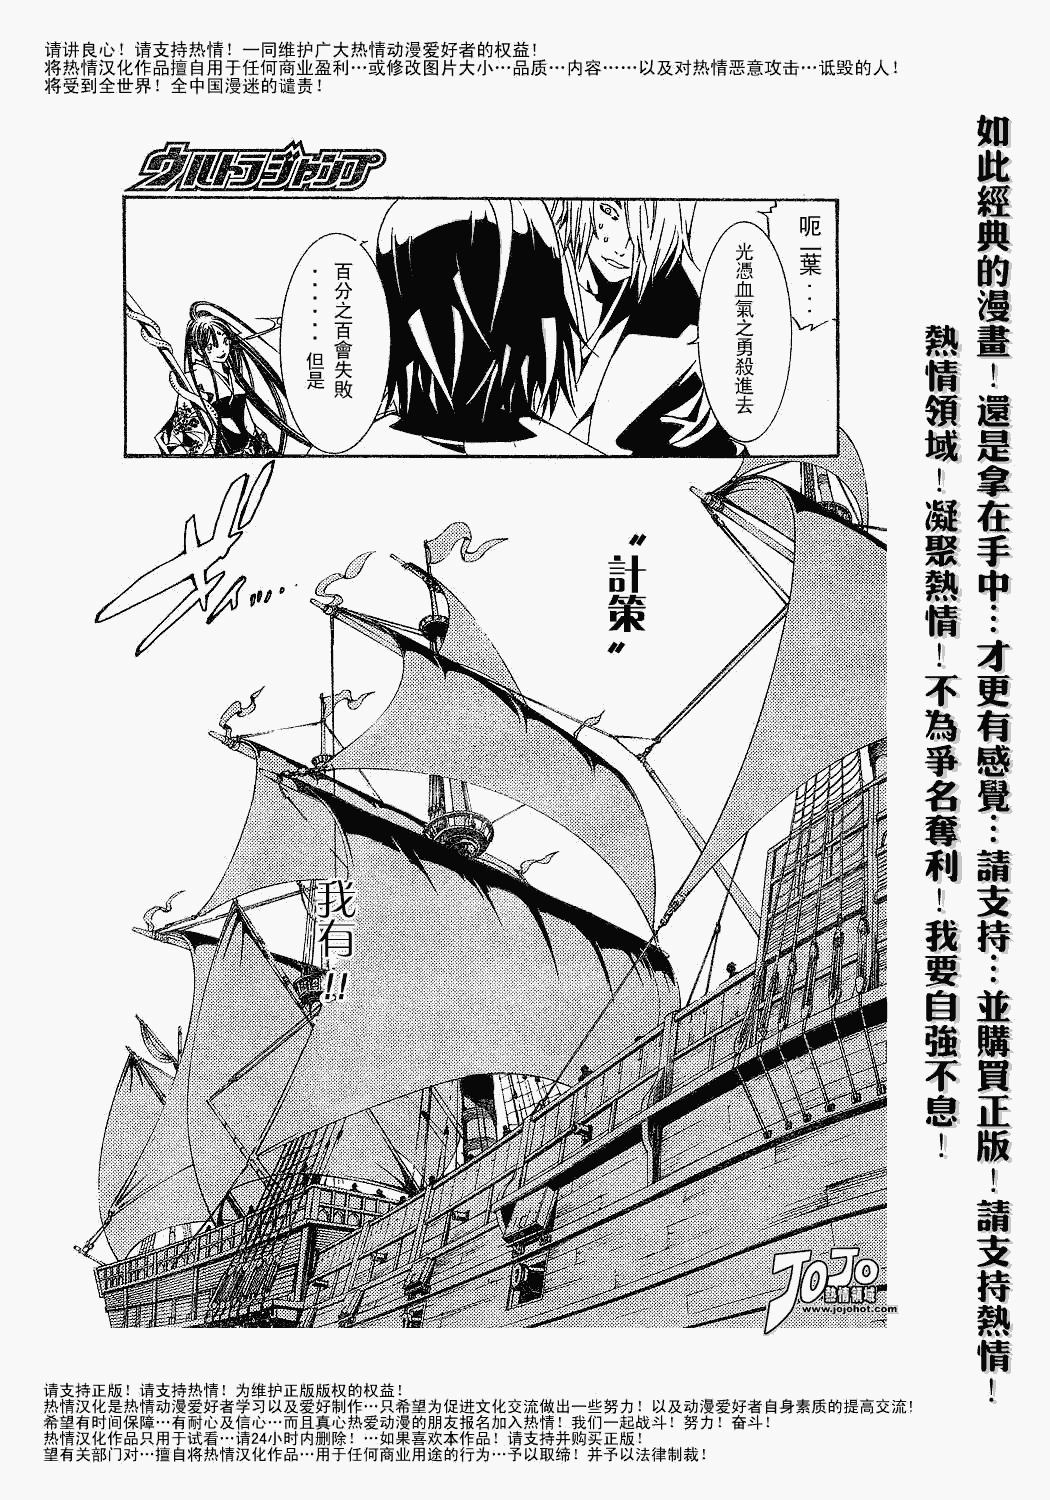 请讲良心！请支持热情！一同维护广大热情动漫爱好者的权益！
将热情汉化作品擅自用于任何商业盈利…或修改图片大小…品质…内容……以及对热情恶意攻击…诋毁的人！
将受到全世界！全中国漫迷的谴责！
如此經典的漫畫！還是拿在手中…才更有感覺…請支持…並購買正版！請支持熱情！
熱情領域！凝聚熱情！不為爭名奪利！我要自強不息！
ウルトラジャンプ
呃一葉...
光憑血氣之勇殺進去
百分之百會失敗
......但是
〝計策〞
ザァ....
我有!!
JOJO
熱情領域
www.jojohot.com
请支持正版！请支持热情！为维护正版版权的权益！
热情汉化是热情动漫爱好者学习以及爱好制作…只希望为促进文化交流做出一些努力！以及动漫爱好者自身素质的提高交流！
希望有时间保障…有耐心及信心…而且真心热爱动漫的朋友报名加入热情！我们一起战斗！努力！奋斗！
热情汉化作品只用于试看…请24小时内删除！…如果喜欢本作品！请支持并购买正版！
望有关部门对…擅自将热情汉化作品…用于任何商业用途的行为…予以取缔！并予以法律制裁！